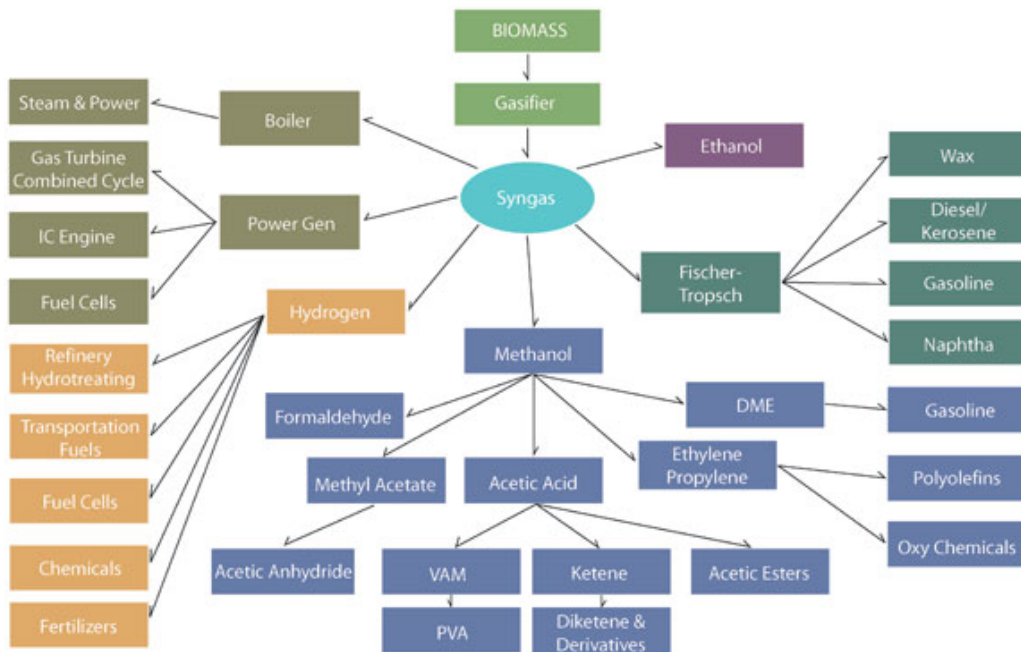 BIOMASS
Gasifier
Syngas
Steam & Power
Boiler
Gas Turbine
Combined Cycle
Power Gen
IC Engine
Fuel Cells
Ethanol
Wax
Diesel/
Kerosene
Fischer-
Tropsch
Gasoline
Naphtha
Hydrogen
Refinery
Hydrotreating
Transportation
Fuels
Fuel Cells
Chemicals
Fertilizers
Methanol
Formaldehyde
DME
Gasoline
Methyl Acetate
Acetic Acid
Ethylene
Propylene
Polyolefins
Oxy Chemicals
Acetic Anhydride
VAM
Ketene
Acetic Esters
PVA
Diketene &
Derivatives